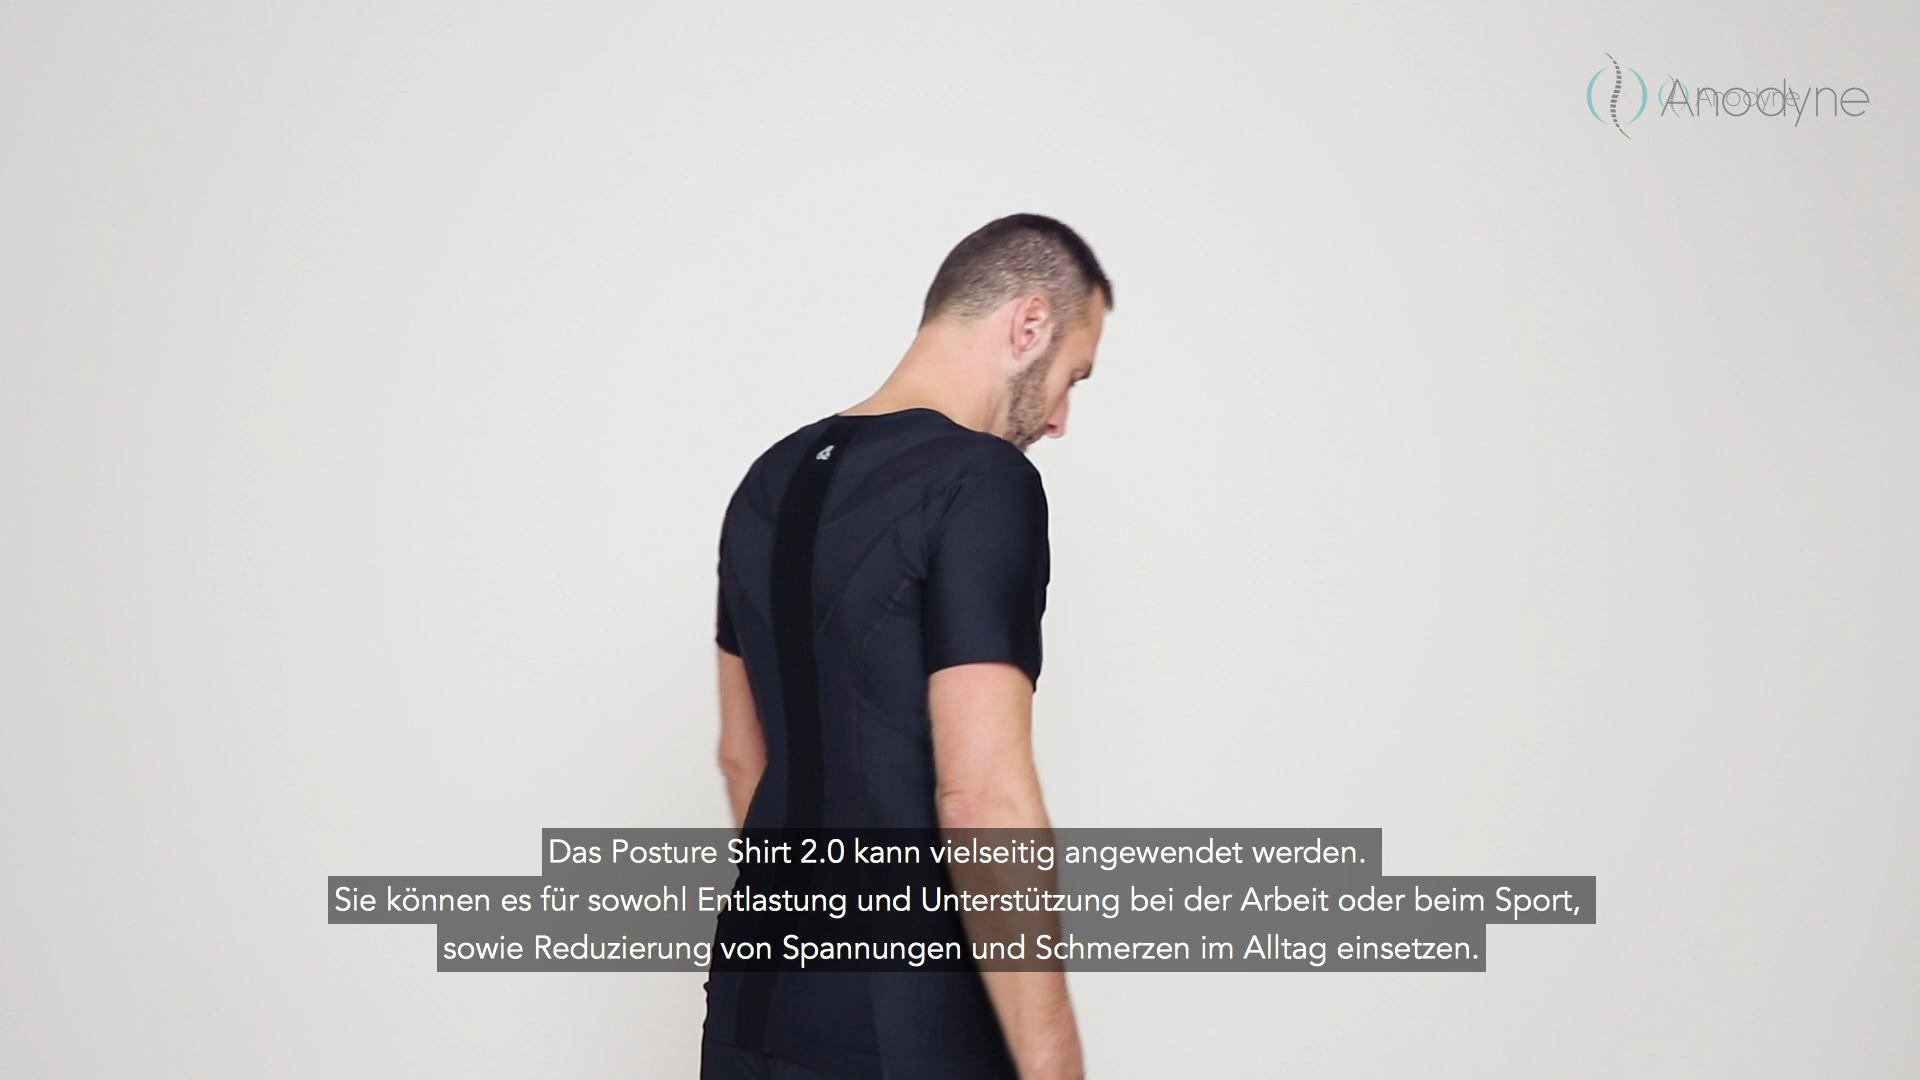 Anodyne
Anodyne
Das Posture Shirt 2.0 kann vielseitig angewendet werden.
Sie können es für sowohl Entlastung und Unterstützung bei der Arbeit oder beim Sport,
sowie Reduzierung von Spannungen und Schmerzen im Alltag einsetzen.